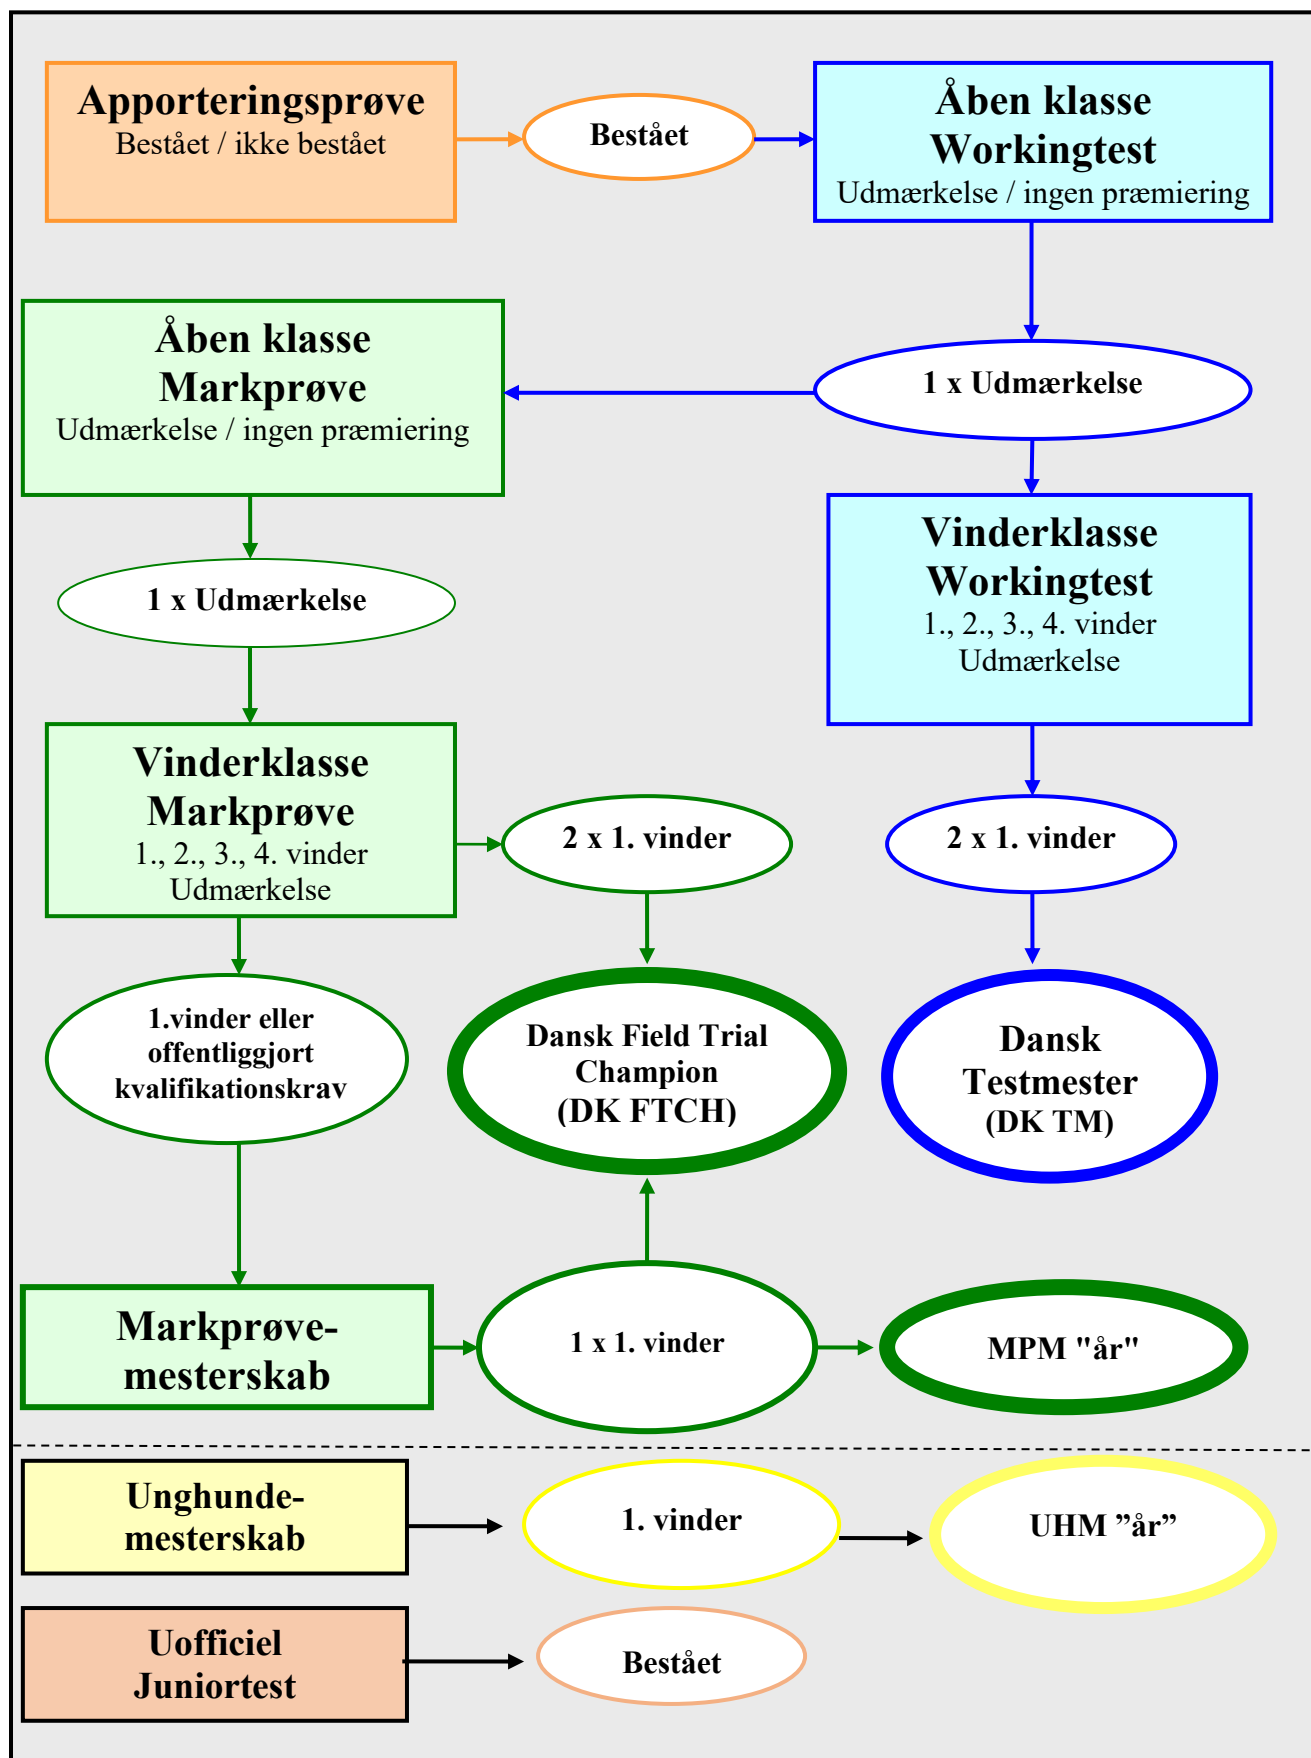 Apporteringsprøve
Bestået / ikke bestået
Bestået
Åben klasse
Workingtest
Udmærkelse / ingen præmiering
Åben klasse
Markprøve
Udmærkelse / ingen præmiering
1 x Udmærkelse
1 x Udmærkelse
Vinderklasse
Workingtest
1., 2., 3., 4. vinder
Udmærkelse
Vinderklasse
Markprøve
1., 2., 3., 4. vinder
Udmærkelse
2 x 1. vinder
2 x 1. vinder
1.vinder eller
offentliggjort
kvalifikationskrav
Dansk Field Trial
Champion
(DK FTCH)
Dansk
Testmester
(DK TM)
Markprøve-
mesterskab
1 x 1. vinder
MPM "år"
Unghunde-
mesterskab
1. vinder
UHM ”år”
Uofficiel
Juniortest
Bestået